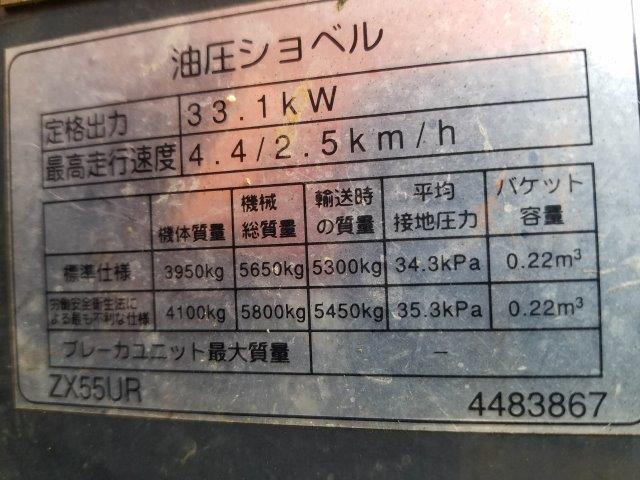 油圧ショベル
定格出力 33.1kW
最高走行速度 4.4/2.5km/h
機体質量 機械総質量 輸送時の質量 平均接地圧力 バケット容量
標準仕様 3950kg 5650kg 5300kg 34.3kPa 0.22m³
労働安全衛生法による最も不利な仕様 4100kg 5800kg 5450kg 35.3kPa 0.22m³
ブレーカユニット最大質量 −
ZX55UR 4483867